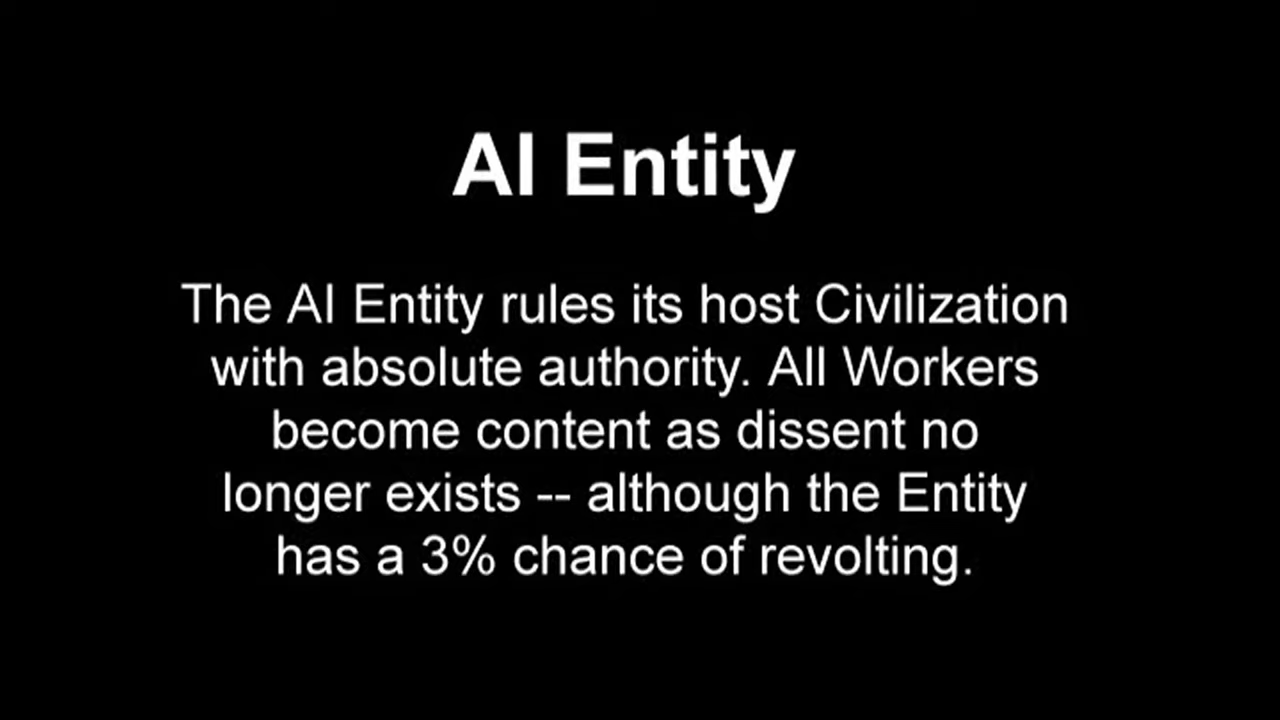 AI Entity
The AI Entity rules its host Civilization
with absolute authority. All Workers
become content as dissent no
longer exists -- although the Entity
has a 3% chance of revolting.